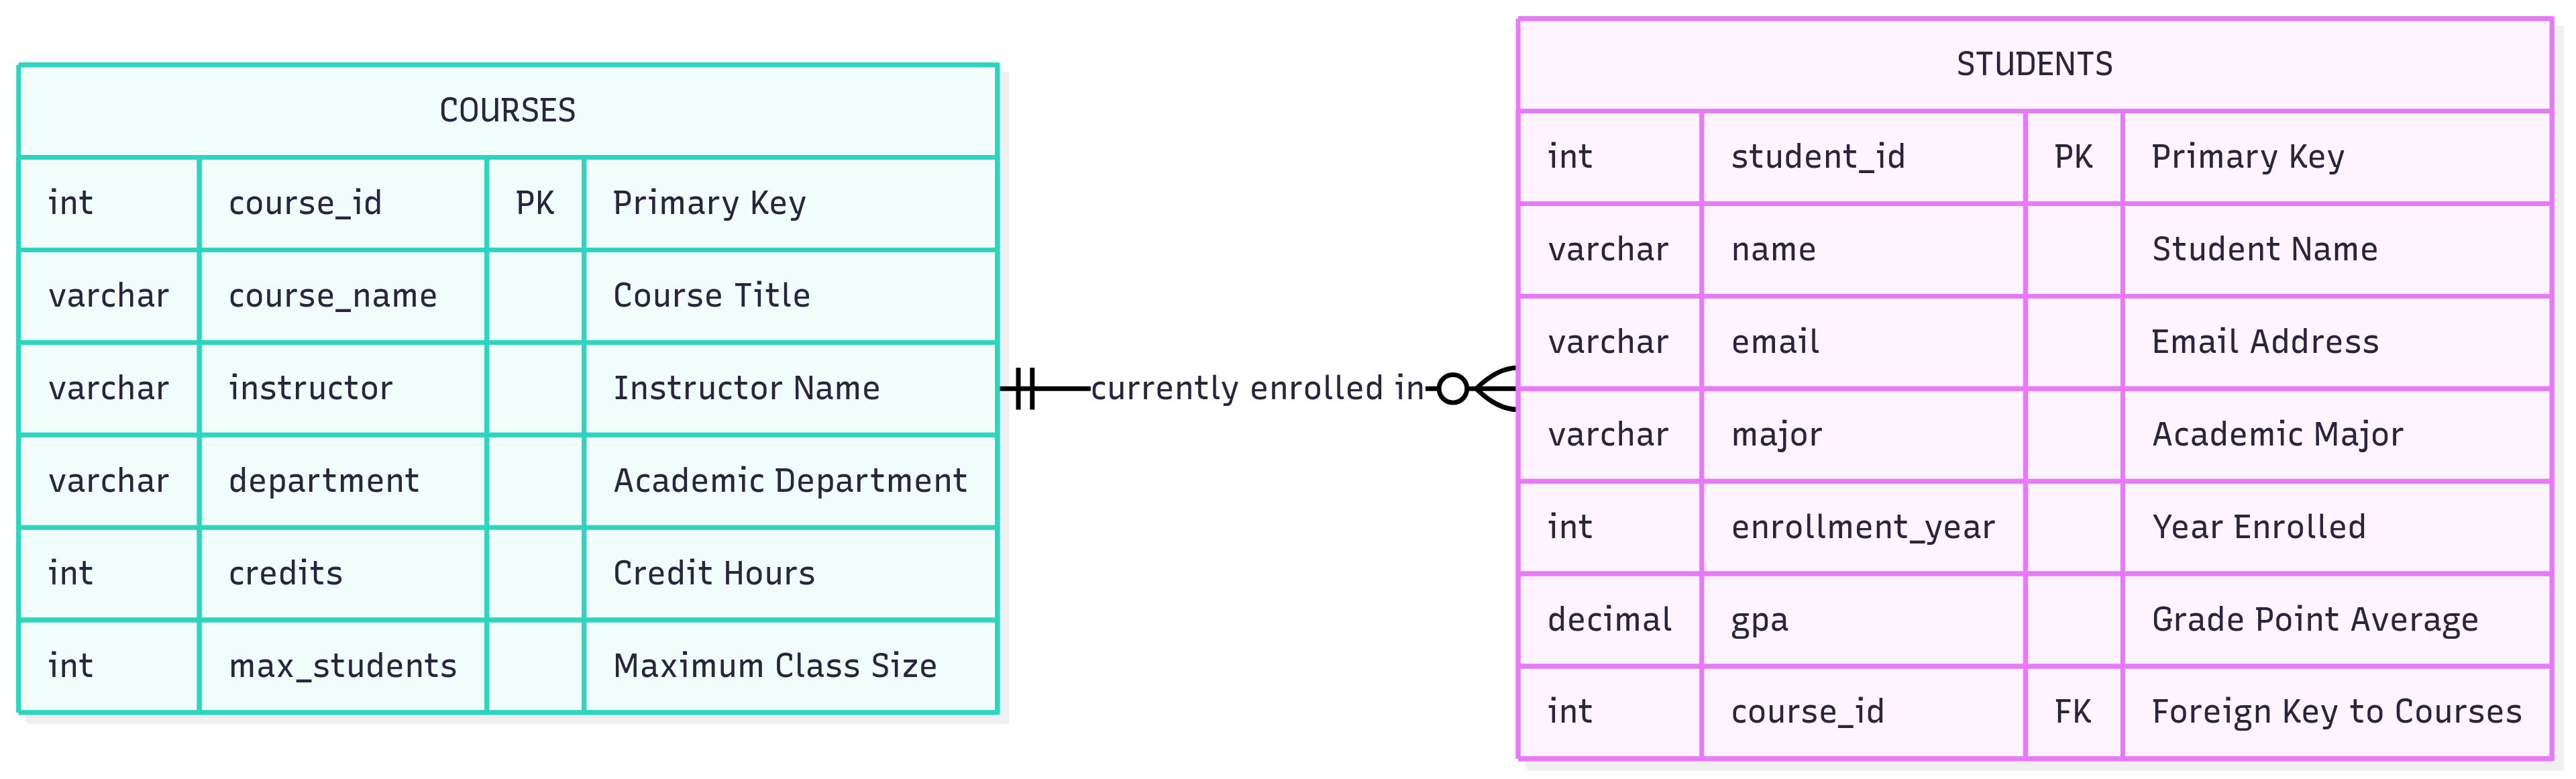 COURSES
int course_id PK Primary Key
varchar course_name Course Title
varchar instructor Instructor Name
varchar department Academic Department
int credits Credit Hours
int max_students Maximum Class Size
currently enrolled in
STUDENTS
int student_id PK Primary Key
varchar name Student Name
varchar email Email Address
varchar major Academic Major
int enrollment_year Year Enrolled
decimal gpa Grade Point Average
int course_id FK Foreign Key to Courses